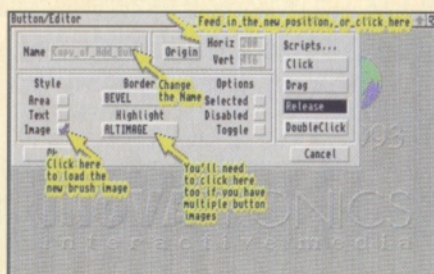 Button/Editor
Feed in the new position, or click here
Name Copy_of_Add_But
Origin
Horiz 200
Vert 416
Scripts...
Click
Drag
Release
DoubleClick
Cancel
Change
the Name
Style
Area
Text
Image
Border
BEVEL
Highlight
ALTIMAGE
Options
Selected
Disabled
Toggle
Click here
to load the
new brush image
You'll need
to click here
too if you have
multiple button
images
interactive media